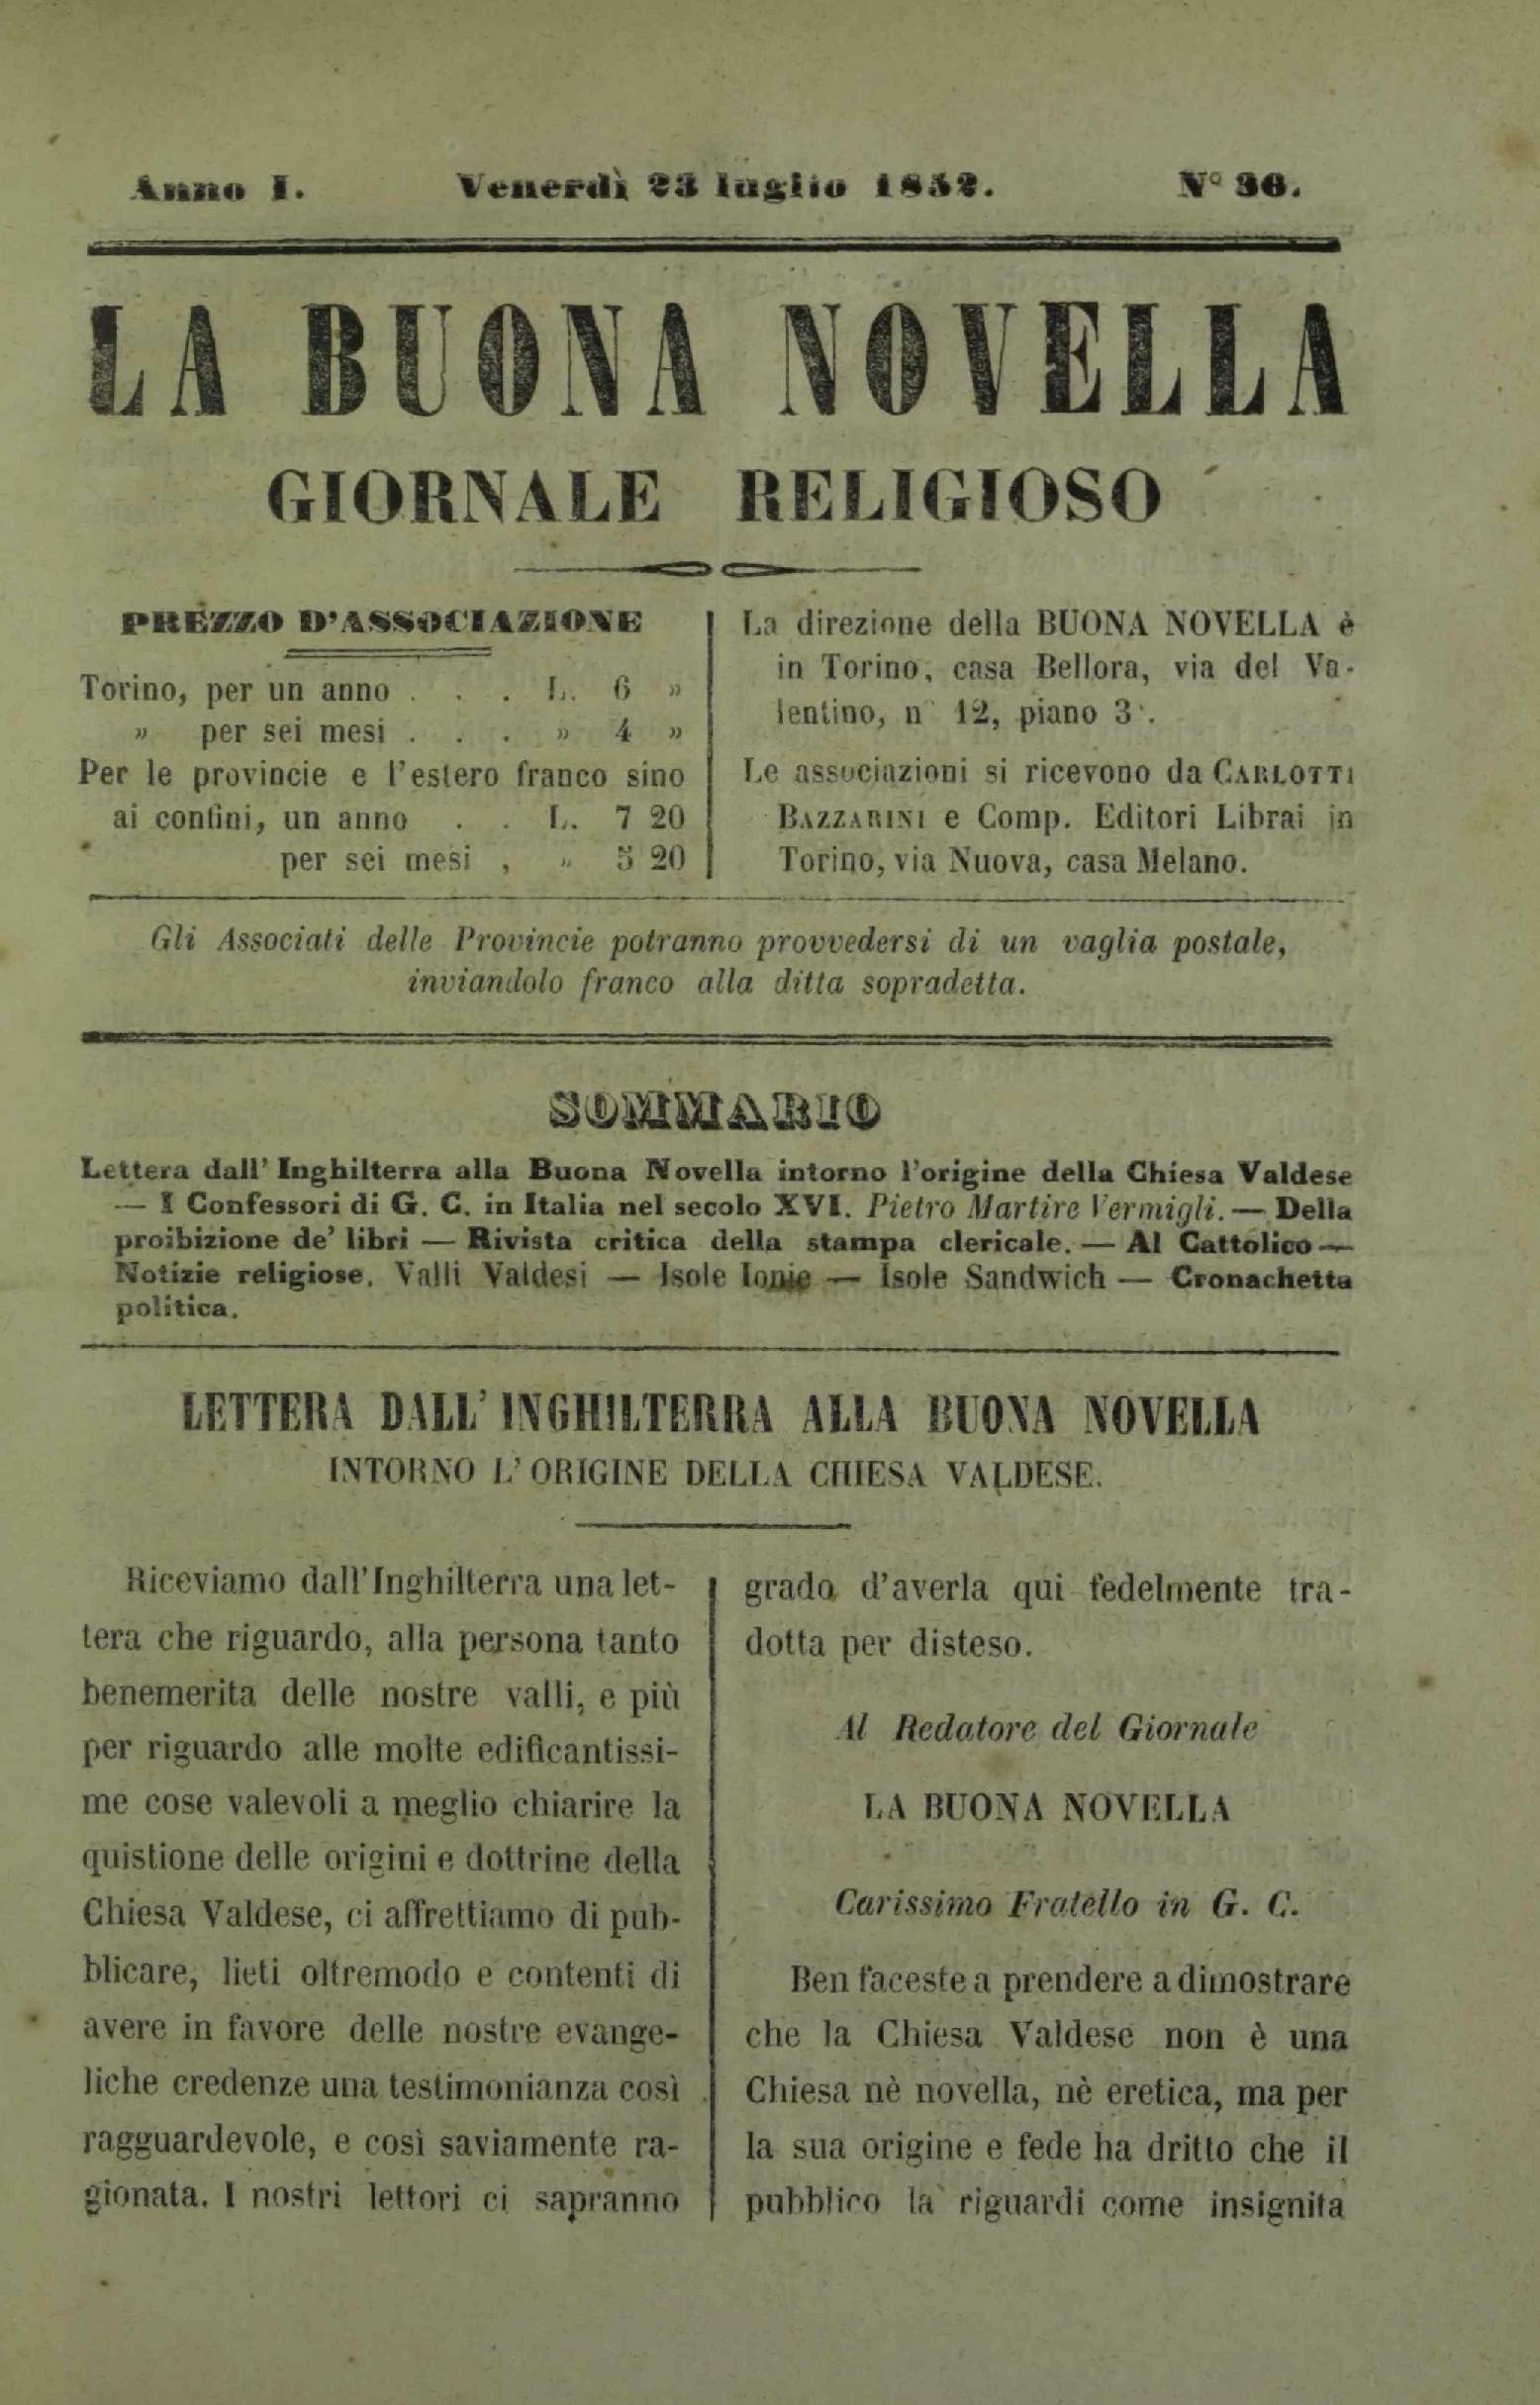 Anno I. Venerdì 23 luglio 1852. N° 36.
LA BUONA NOVELLA
GIORNALE RELIGIOSO
PREZZO D'ASSOCIAZIONE
Torino, per un anno . . . L. 6 »
» per sei mesi . . . » 4 »
Per le provincie e l'estero franco sino
ai confini, un anno . . L. 7 20
per sei mesi , » 5 20
La direzione della BUONA NOVELLA è
in Torino, casa Bellora, via del Va-
lentino, n° 12, piano 3°.
Le associazioni si ricevono da CARLOTTI
BAZZARINI e Comp. Editori Librai in
Torino, via Nuova, casa Melano.
Gli Associati delle Provincie potranno provvedersi di un vaglia postale,
inviandolo franco alla ditta sopradetta.
SOMMARIO
Lettera dall' Inghilterra alla Buona Novella intorno l'origine della Chiesa Valdese
— I Confessori di G. C. in Italia nel secolo XVI. Pietro Martire Vermigli. — Della
proibizione de' libri — Rivista critica della stampa clericale. — Al Cattolico —
Notizie religiose. Valli Valdesi — Isole Ionie — Isole Sandwich — Cronachetta
politica.
LETTERA DALL' INGHILTERRA ALLA BUONA NOVELLA
INTORNO L' ORIGINE DELLA CHIESA VALDESE.
Riceviamo dall'Inghilterra una let-
tera che riguardo, alla persona tanto
benemerita delle nostre valli, e più
per riguardo alle molte edificantissi-
me cose valevoli a meglio chiarire la
quistione delle origini e dottrine della
Chiesa Valdese, ci affrettiamo di pub-
blicare, lieti oltremodo e contenti di
avere in favore delle nostre evange-
liche credenze una testimonianza così
ragguardevole, e così saviamente ra-
gionata. I nostri lettori ci sapranno
grado d'averla qui fedelmente tra-
dotta per disteso.
Al Redatore del Giornale
LA BUONA NOVELLA
Carissimo Fratello in G. C.
Ben faceste a prendere a dimostrare
che la Chiesa Valdese non è una
Chiesa nè novella, nè eretica, ma per
la sua origine e fede ha dritto che il
pubblico la riguardi come insignita